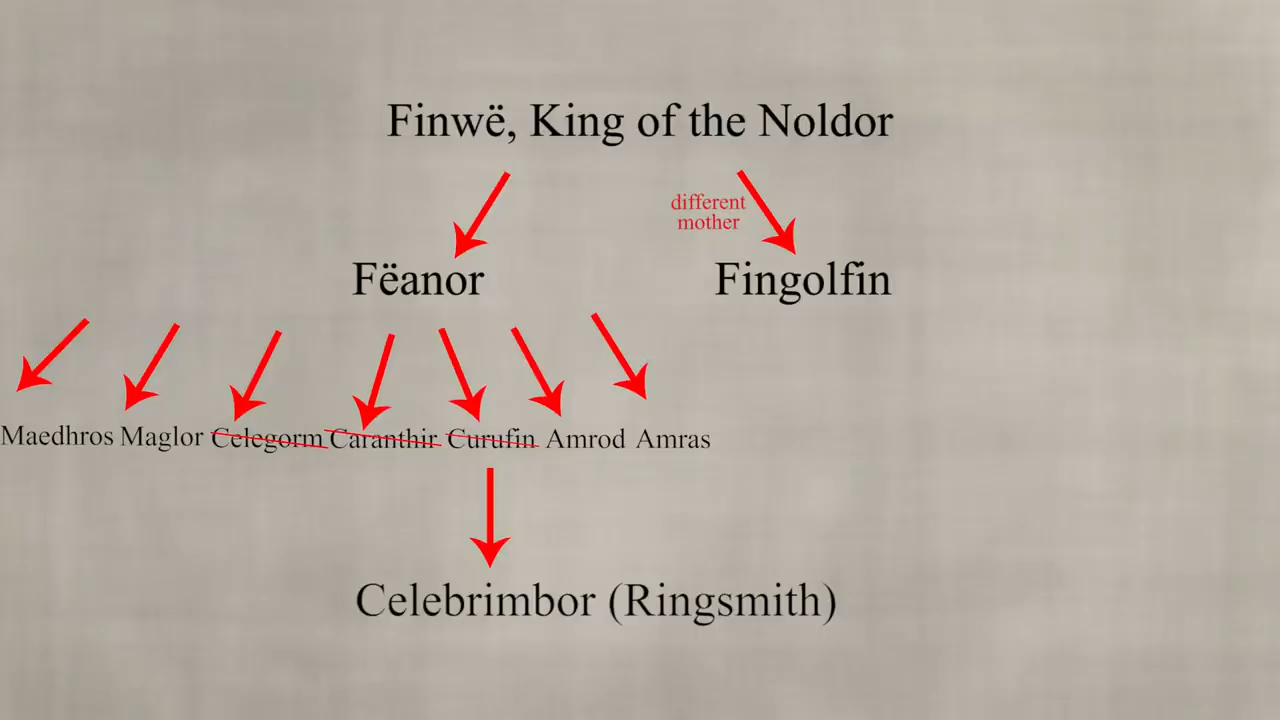 Finwë, King of the Noldor
different
mother
Fëanor Fingolfin
Maedhros Maglor Celegorm Caranthir Curufin Amrod Amras
Celebrimbor (Ringsmith)